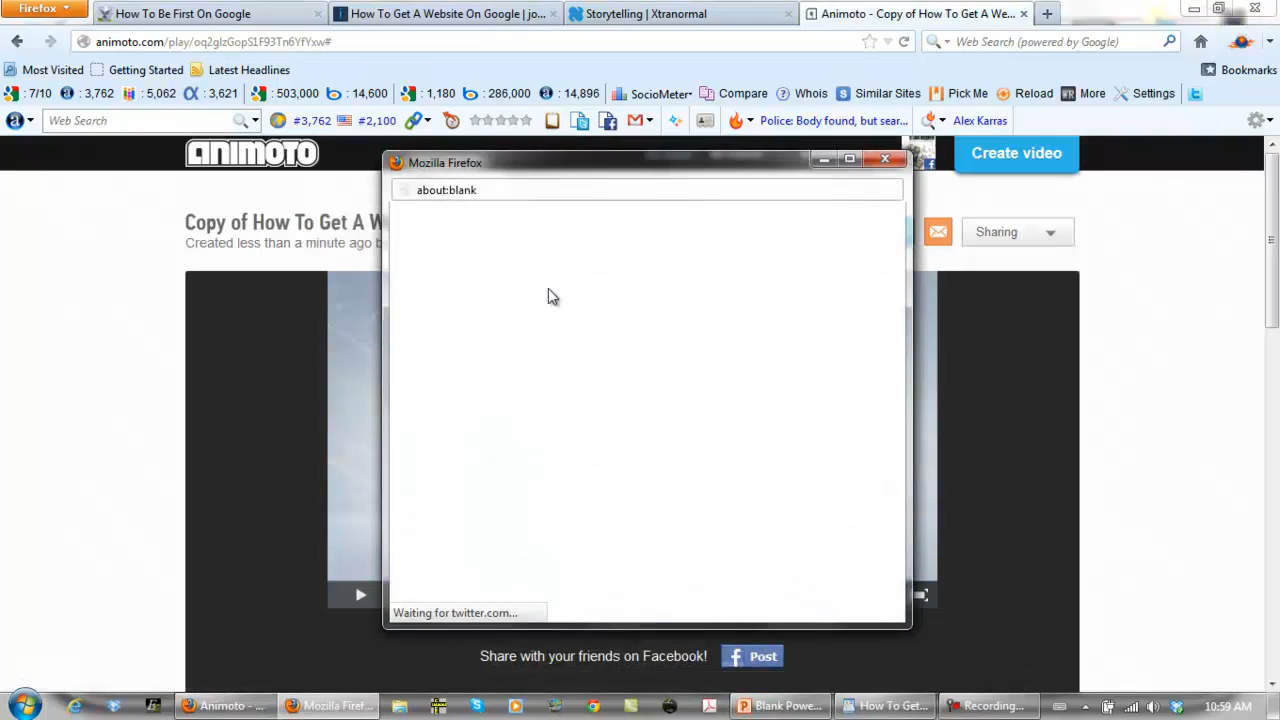 Firefox
How To Be First On Google
How To Get A Website On Google | jo...
Storytelling | Xtranormal
Animoto - Copy of How To Get A We...
animoto.com/play/oq2glzGopS1F93Tn6YfYxw#
Web Search (powered by Google)
Most Visited
Getting Started
Latest Headlines
Bookmarks
: 7/10
: 3,762
: 5,062
: 3,621
: 503,000
: 14,600
: 1,180
: 286,000
: 14,896
SocioMeter
Compare
Whois
Similar Sites
Pick Me
Reload
More
Settings
Web Search
#3,762
#2,100
Police: Body found, but sear...
Alex Karras
ANIMOTO
Create video
Mozilla Firefox
about:blank
Copy of How To Get A W
Created less than a minute ago b
Sharing
Waiting for twitter.com...
Share with your friends on Facebook!
Post
Animoto - ...
Mozilla Firef...
Blank Powe...
How To Get...
Recording...
10:59 AM